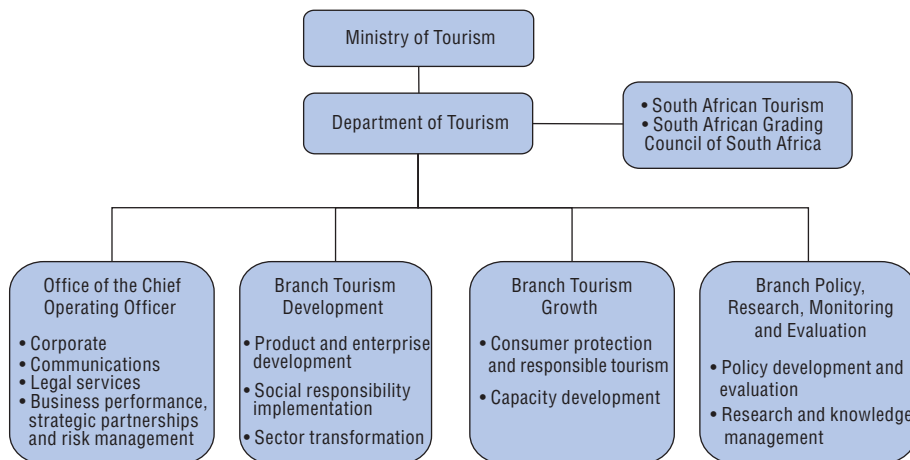 Ministry of Tourism
Department of Tourism
• South African Tourism
• South African Grading
Council of South Africa
Office of the Chief
Operating Officer
• Corporate
• Communications
• Legal services
• Business performance,
strategic partnerships
and risk management
Branch Tourism
Development
• Product and enterprise
development
• Social responsibility
implementation
• Sector transformation
Branch Tourism
Growth
• Consumer protection
and responsible tourism
• Capacity development
Branch Policy,
Research, Monitoring
and Evaluation
• Policy development and
evaluation
• Research and knowledge
management